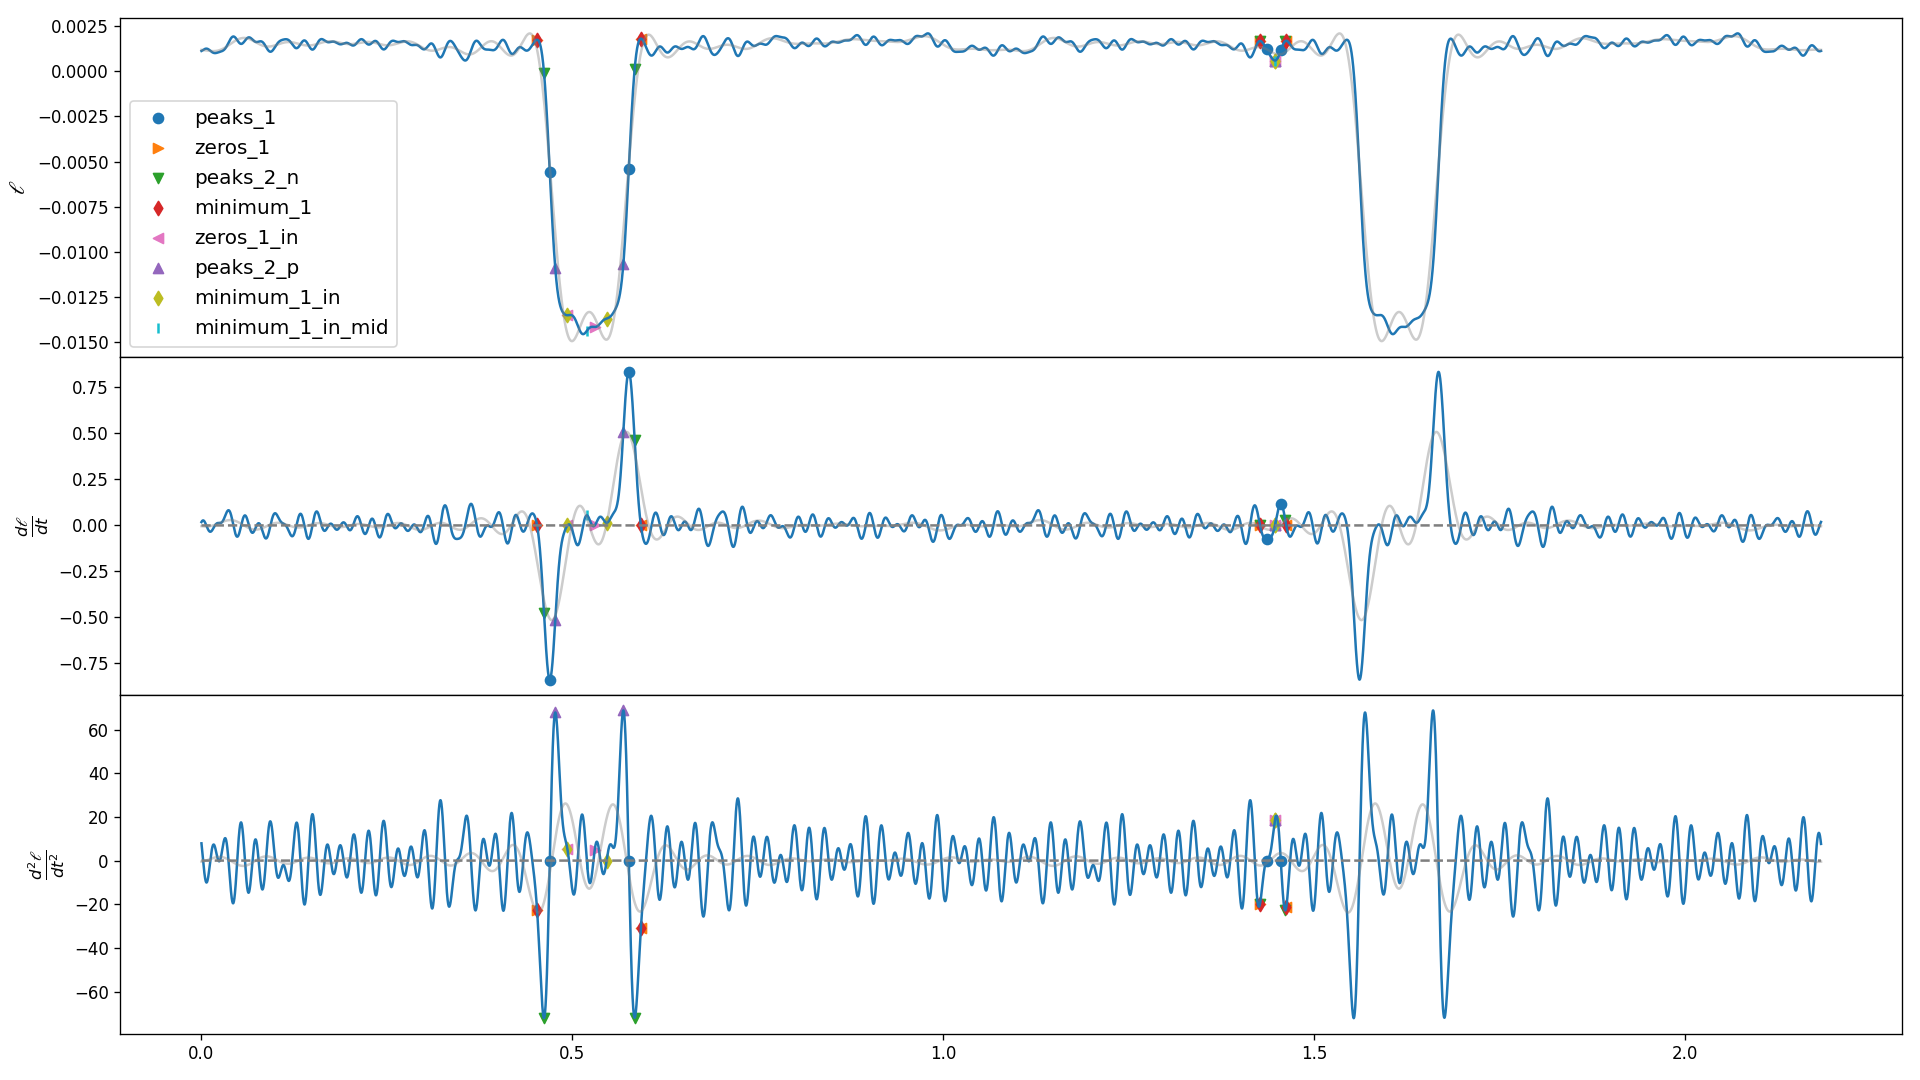 0.0025
0.0000
−0.0025
−0.0050
−0.0075
−0.0100
−0.0125
−0.0150
ℓ
peaks_1
zeros_1
peaks_2_n
minimum_1
zeros_1_in
peaks_2_p
minimum_1_in
minimum_1_in_mid
0.75
0.50
0.25
0.00
−0.25
−0.50
−0.75
dℓ
dt
60
40
20
0
−20
−40
−60
d²ℓ
dt²
0.0 0.5 1.0 1.5 2.0